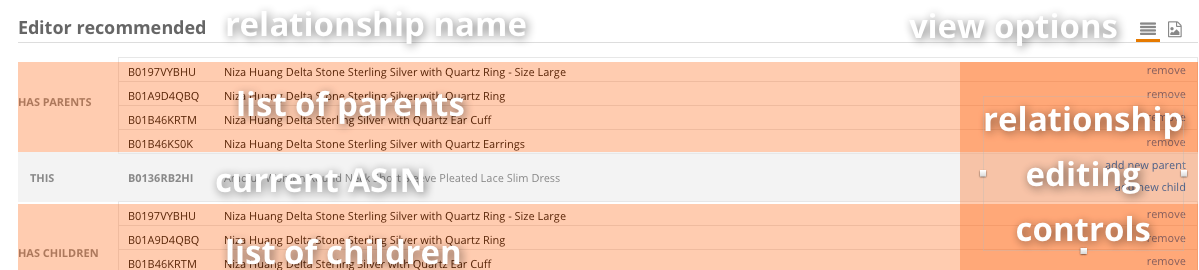 Editor recommended relationship name view options
B0197VYBHU Niza Huang Delta Stone Sterling Silver with Quartz Ring - Size Large remove
HAS PARENTS
B01A9D4QBQ Niza Huang Delta Stone Sterling Silver with Quartz Ring remove
list of parents
B01B46KRTM Niza Huang Delta Sterling Silver with Quartz Ear Cuff remove
relationship
B01B46KS0K Niza Huang Delta Stone Sterling Silver with Quartz Earrings remove
add new parent
THIS B0136RB2HI Neck Short Sleeve Pleated Lace Slim Dress
current ASIN
editing
add new child
B0197VYBHU Niza Huang Delta Stone Sterling Silver with Quartz Ring - Size Large remove
controls
B01A9D4QBQ Niza Huang Delta Stone Sterling Silver with Quartz Ring remove
HAS CHILDREN
list of children
B01B46KRTM Niza Huang Delta Stone Sterling Silver with Quartz Ear Cuff remove